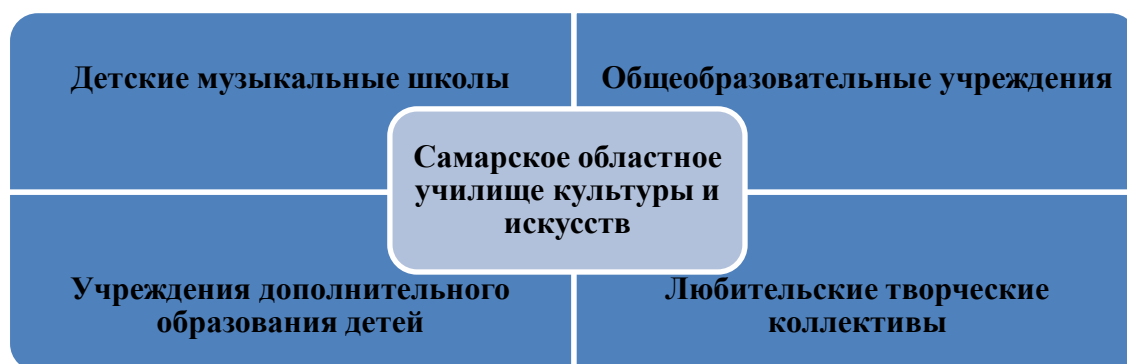 Детские музыкальные школы
Общеобразовательные учреждения
Самарское областное
училище культуры и
искусств
Учреждения дополнительного
образования детей
Любительские творческие
коллективы